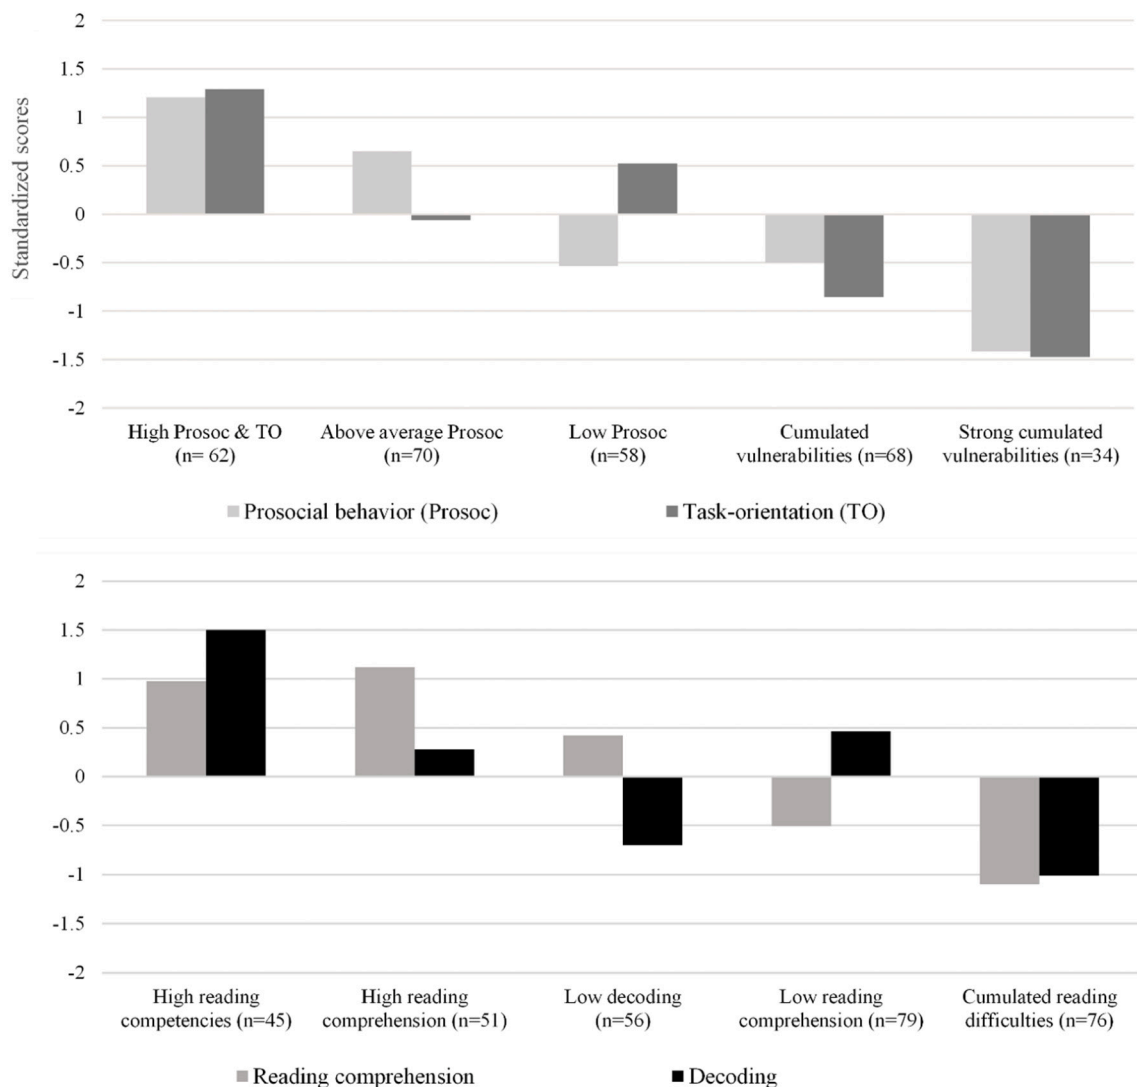 2
1.5
1
0.5
0
-0.5
-1
-1.5
-2
Standardized scores
High Prosoc & TO
(n= 62)
Above average Prosoc
(n=70)
Low Prosoc
(n=58)
Cumulated
vulnerabilities (n=68)
Strong cumulated
vulnerabilities (n=34)
Prosocial behavior (Prosoc)
Task-orientation (TO)
2
1.5
1
0.5
0
-0.5
-1
-1.5
-2
High reading
competencies (n=45)
High reading
comprehension (n=51)
Low decoding
(n=56)
Low reading
comprehension (n=79)
Cumulated reading
difficulties (n=76)
Reading comprehension
Decoding